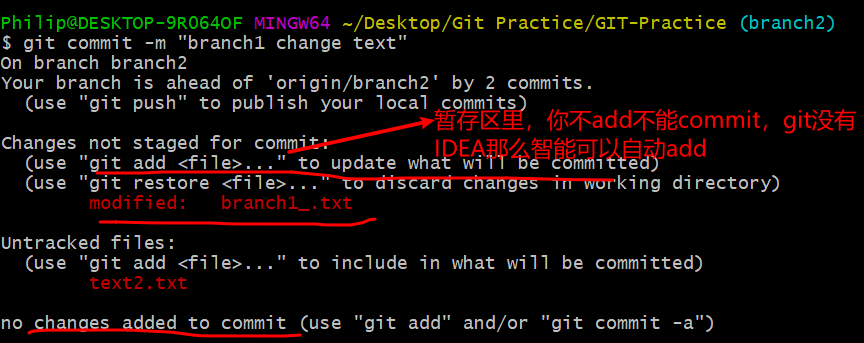 Philip@DESKTOP-9RO64OF MINGW64 ~/Desktop/Git Practice/GIT-Practice (branch2)
$ git commit -m "branch1 change text"
On branch branch2
Your branch is ahead of 'origin/branch2' by 2 commits.
  (use "git push" to publish your local commits)
暂存区里，你不add不能commit，git没有
IDEA那么智能可以自动add
Changes not staged for commit:
  (use "git add <file>..." to update what will be committed)
  (use "git restore <file>..." to discard changes in working directory)
        modified:   branch1_.txt
Untracked files:
  (use "git add <file>..." to include in what will be committed)
        text2.txt
no changes added to commit (use "git add" and/or "git commit -a")